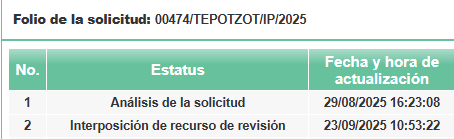 Folio de la solicitud: 00474/TEPOTZOT/IP/2025
No. Estatus Fecha y hora de actualización
1 Análisis de la solicitud 29/08/2025 16:23:08
2 Interposición de recurso de revisión 23/09/2025 10:53:22